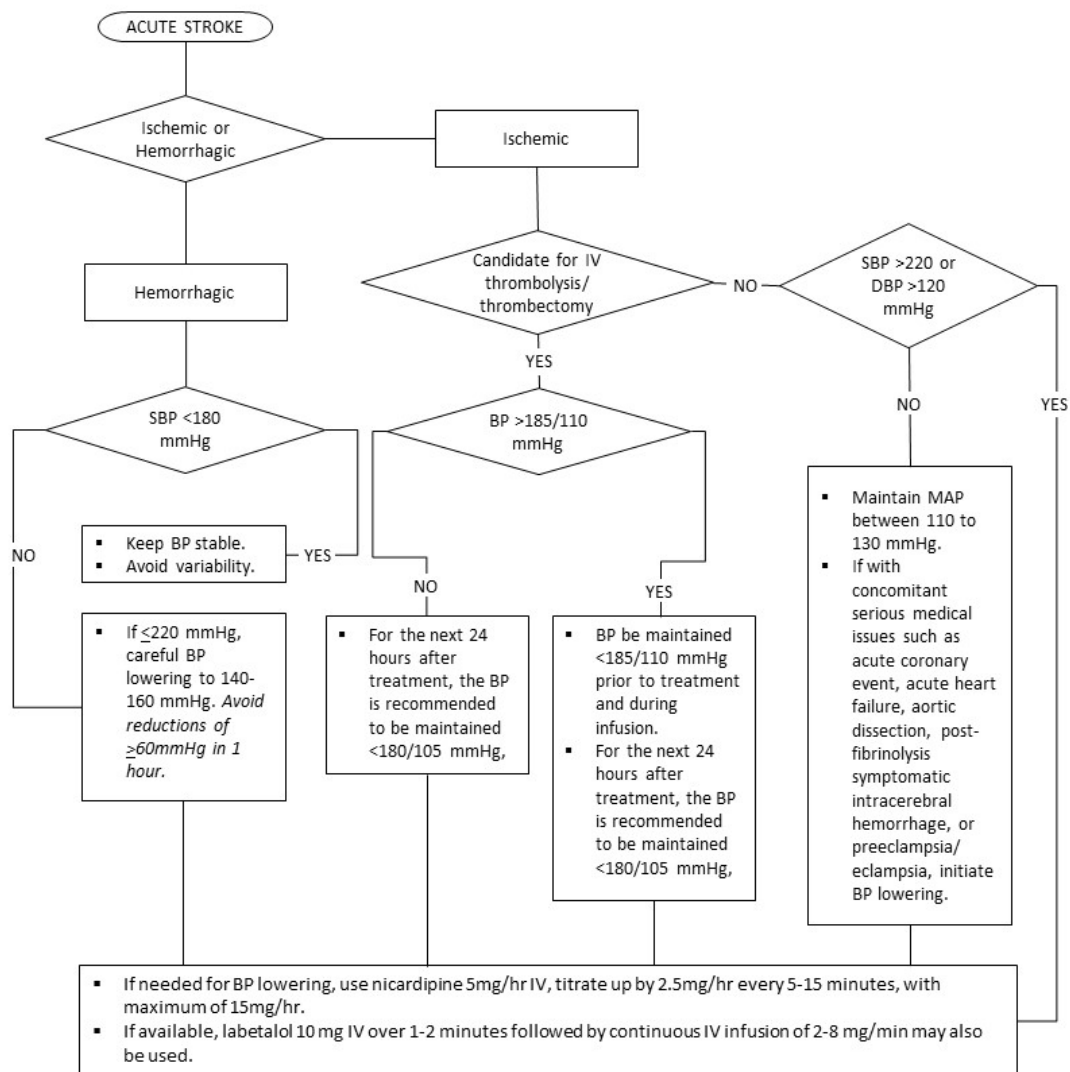 ACUTE STROKE
Ischemic or
Hemorrhagic
Ischemic
Candidate for IV
thrombolysis/
thrombectomy
NO
SBP >220 or
DBP >120
mmHg
Hemorrhagic
YES
NO
YES
SBP <180
mmHg
BP >185/110
mmHg
NO
▪ Keep BP stable.
▪ Avoid variability.
YES
NO
YES
▪ Maintain MAP
between 110 to
130 mmHg.
▪ If with
concomitant
serious medical
issues such as
acute coronary
event, acute heart
failure, aortic
dissection, post-
fibrinolysis
symptomatic
intracerebral
hemorrhage, or
preeclampsia/
eclampsia, initiate
BP lowering.
▪ If ≤220 mmHg,
careful BP
lowering to 140-
160 mmHg. Avoid
reductions of
≥60mmHg in 1
hour.
▪ For the next 24
hours after
treatment, the BP
is recommended
to be maintained
<180/105 mmHg,
▪ BP be maintained
<185/110 mmHg
prior to treatment
and during
infusion.
▪ For the next 24
hours after
treatment, the BP
is recommended
to be maintained
<180/105 mmHg,
▪ If needed for BP lowering, use nicardipine 5mg/hr IV, titrate up by 2.5mg/hr every 5-15 minutes, with
maximum of 15mg/hr.
▪ If available, labetalol 10 mg IV over 1-2 minutes followed by continuous IV infusion of 2-8 mg/min may also
be used.